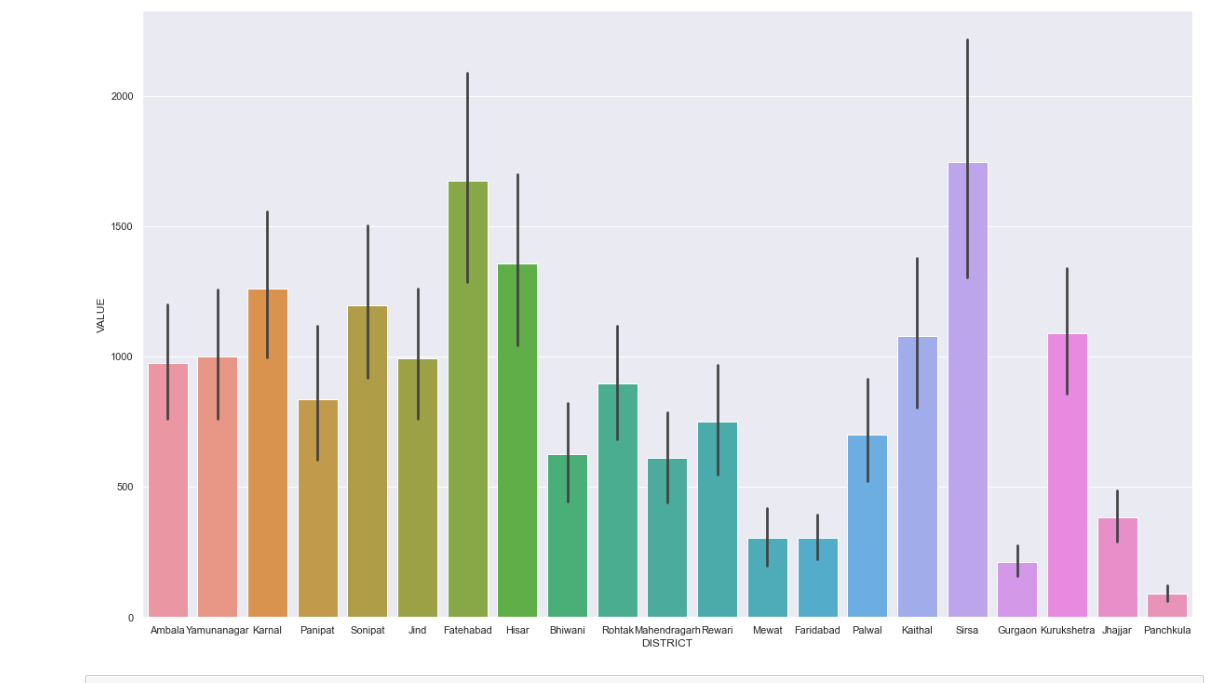 2000
1500
1000
500
0
VALUE
Ambala Yamunanagar Karnal Panipat Sonipat Jind Fatehabad Hisar Bhiwani Rohtak Mahendragarh Rewari Mewat Faridabad Palwal Kaithal Sirsa Gurgaon Kurukshetra Jhajjar Panchkula
DISTRICT